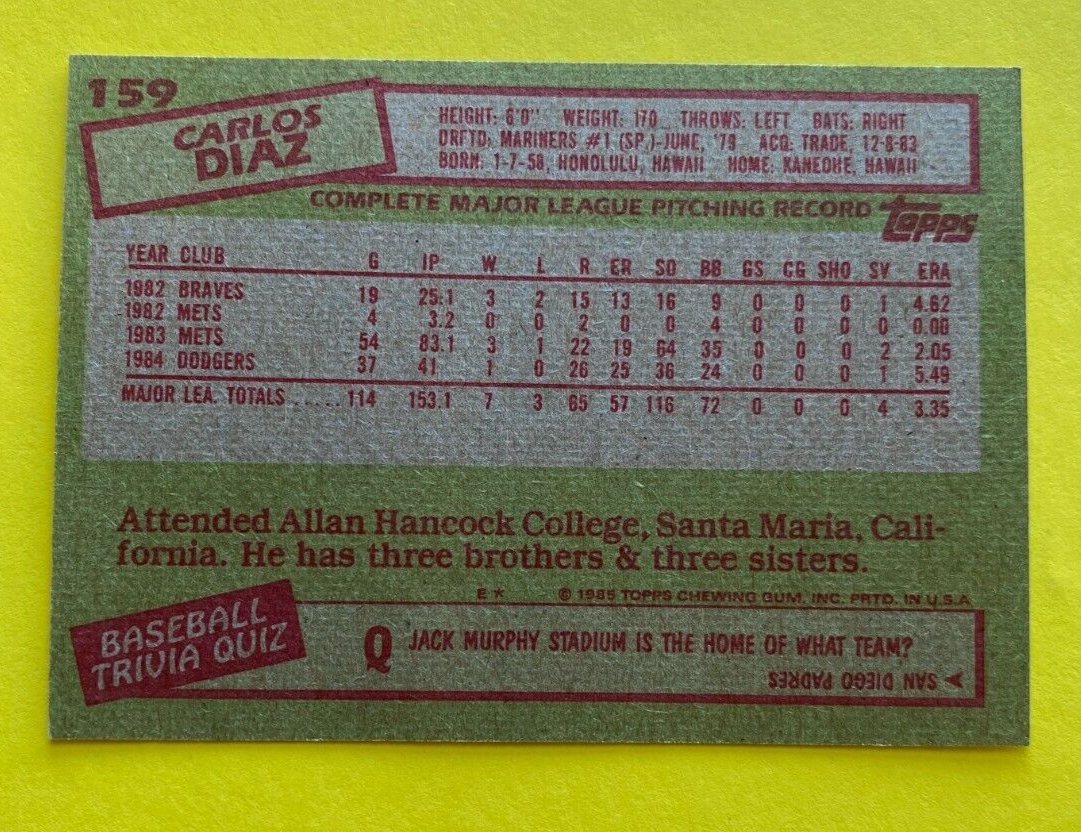 159
CARLOS
DIAZ
HEIGHT: 6'0" WEIGHT: 170 THROWS: LEFT BATS: RIGHT
DRFTD: MARINERS #1 (SP.)-JUNE, '79 ACQ: TRADE, 12-8-83
BORN: 1-7-58, HONOLULU, HAWAII HOME: KANEOHE, HAWAII
COMPLETE MAJOR LEAGUE PITCHING RECORD topps
YEAR CLUB G IP W L R ER SO BB GS CG SHO SV ERA
1982 BRAVES 19 25.1 3 2 15 13 16 9 0 0 0 1 4.62
1982 METS 4 3.2 0 0 2 0 0 4 0 0 0 0 0.00
1983 METS 54 83.1 3 1 22 19 64 35 0 0 0 2 2.05
1984 DODGERS 37 41 1 0 26 25 36 24 0 0 0 1 5.49
MAJOR LEA. TOTALS ..... 114 153.1 7 3 65 57 116 72 0 0 0 4 3.35
Attended Allan Hancock College, Santa Maria, Cali-
fornia. He has three brothers & three sisters.
E* © 1985 TOPPS CHEWING GUM, INC. PRTD. IN U.S.A
BASEBALL
TRIVIA QUIZ
Q JACK MURPHY STADIUM IS THE HOME OF WHAT TEAM?
SAN DIEGO PADRES